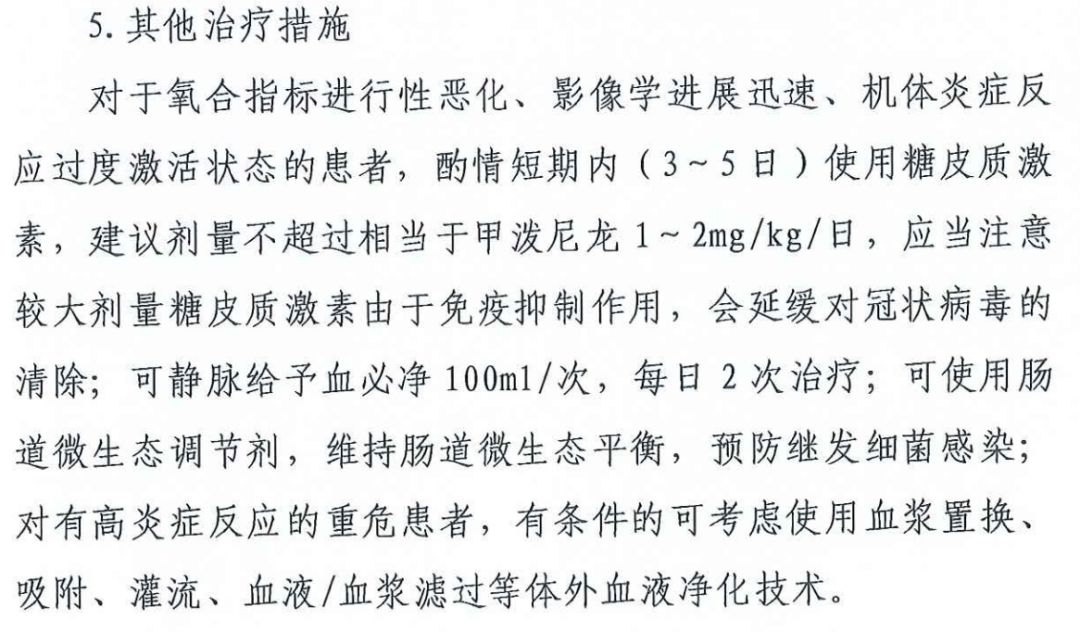 5. 其他治疗措施
对于氧合指标进行性恶化、影像学进展迅速、机体炎症反
应过度激活状态的患者，酌情短期内（3～5 日）使用糖皮质激
素，建议剂量不超过相当于甲泼尼龙 1～2mg/kg/日，应当注意
较大剂量糖皮质激素由于免疫抑制作用，会延缓对冠状病毒的
清除；可静脉给予血必净 100ml/次，每日 2 次治疗；可使用肠
道微生态调节剂，维持肠道微生态平衡，预防继发细菌感染；
对有高炎症反应的重危患者，有条件的可考虑使用血浆置换、
吸附、灌流、血液/血浆滤过等体外血液净化技术。